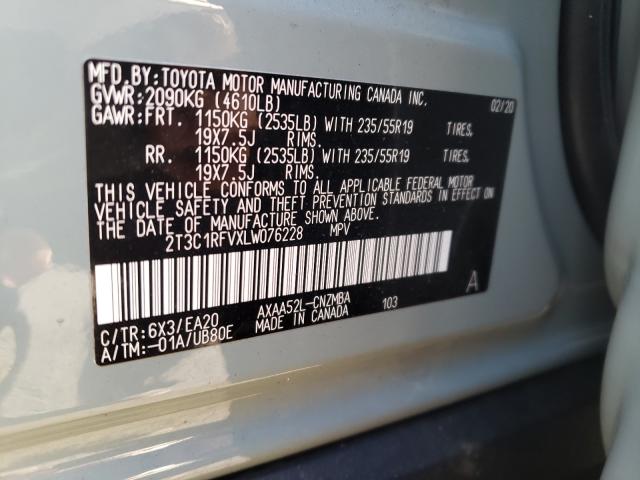 MFD. BY: TOYOTA MOTOR MANUFACTURING CANADA INC.
GVWR: 2090KG (4610LB) 02/20
GAWR: FRT. 1150KG (2535LB) WITH 235/55R19 TIRES.
19X7.5J RIMS.
RR. 1150KG (2535LB) WITH 235/55R19 TIRES.
19X7.5J RIMS.
THIS VEHICLE CONFORMS TO ALL APPLICABLE FEDERAL MOTOR
VEHICLE SAFETY AND THEFT PREVENTION STANDARDS IN EFFECT ON
THE DATE OF MANUFACTURE SHOWN ABOVE.
2T3C1RFVXLW076228 MPV
A
C/TR: 6X3/EA20 AXAA52L-CNZMBA 103
A/TM: -01A/UB80E MADE IN CANADA